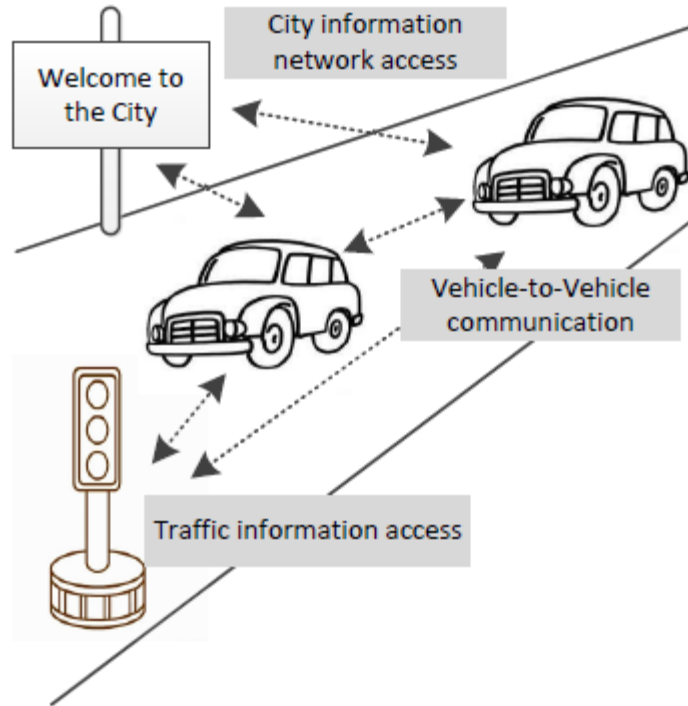 City information
network access
Welcome to
the City
Vehicle-to-Vehicle
communication
Traffic information access